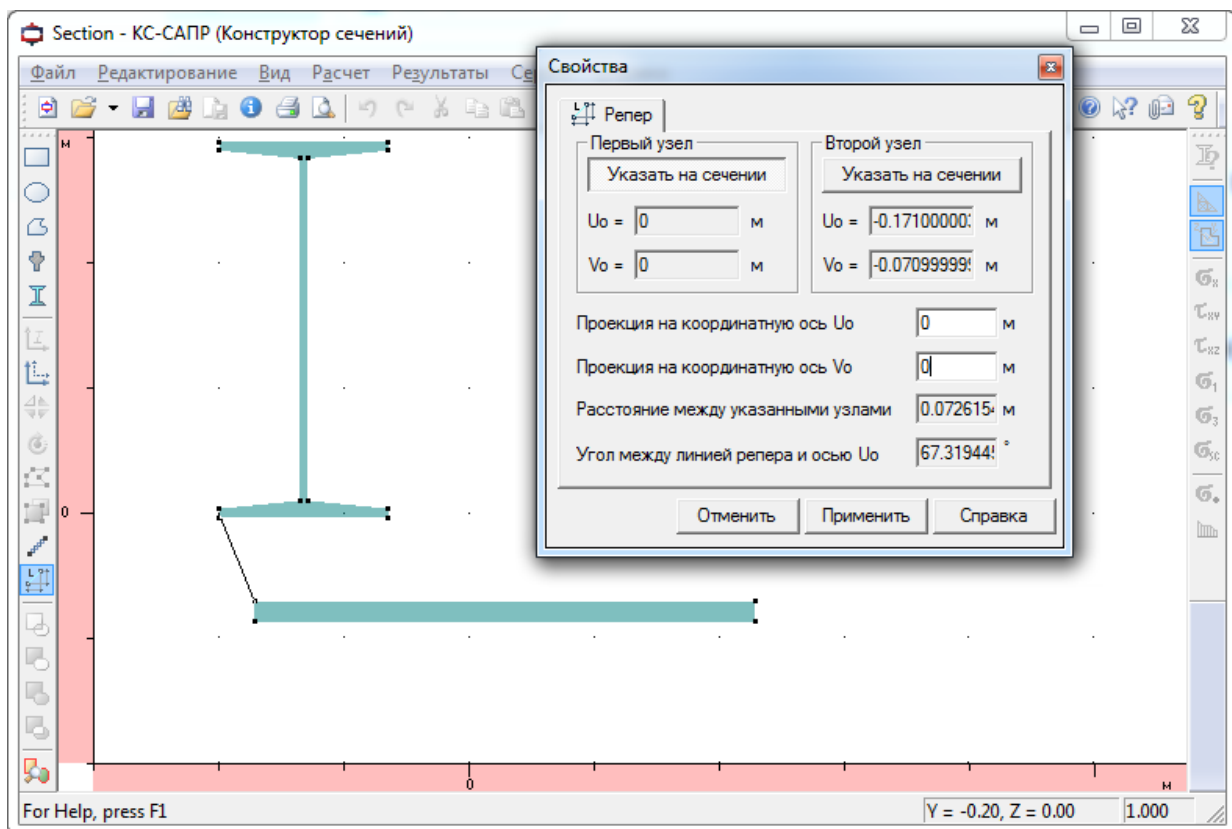 Section - КС-САПР (Конструктор сечений)
Свойства
Файл Редактирование Вид Расчет Результаты
Репер
Первый узел
Второй узел
Указать на сечении
Указать на сечении
Uo = 0 м
Uo = -0.17100000 м
Vo = 0 м
Vo = -0.07099999 м
Проекция на координатную ось Uo 0 м
Проекция на координатную ось Vo 0 м
Расстояние между указанными узлами 0.072615 м
Угол между линией репера и осью Uo 67.31944 °
Отменить Применить Справка
м
0
0
м
For Help, press F1
Y = -0.20, Z = 0.00 1.000